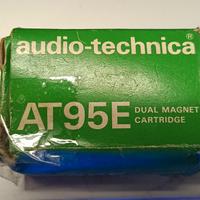 audio-technica
AT95E DUAL MAGNET
CARTRIDGE